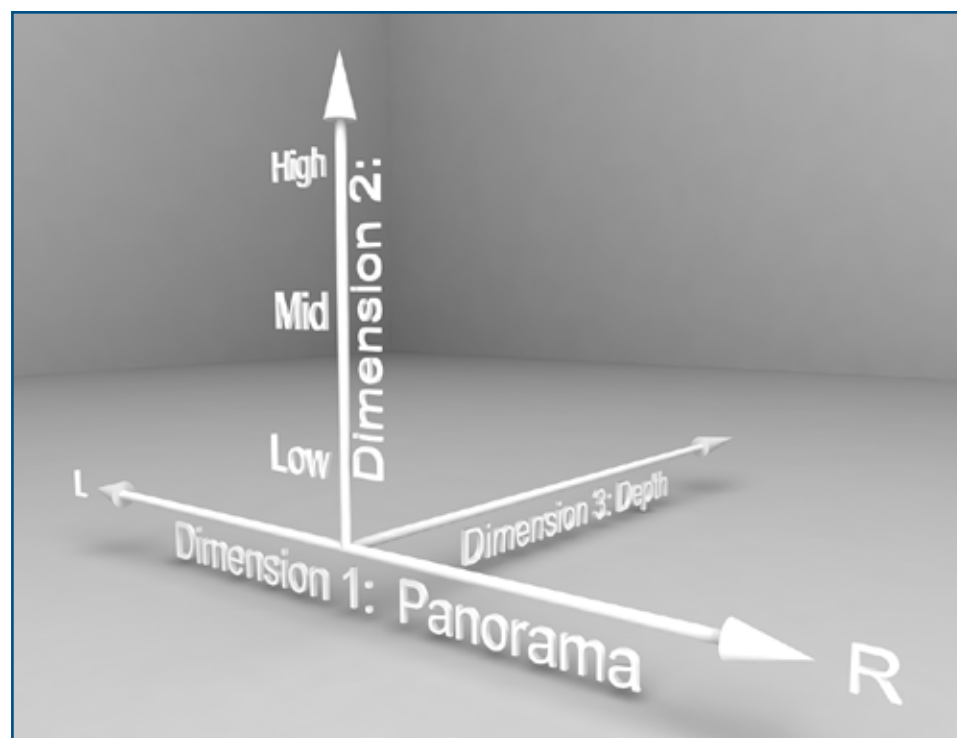 High
Mid
Low
Dimension 2:
L
R
Dimension 1: Panorama
Dimension 3: Depth